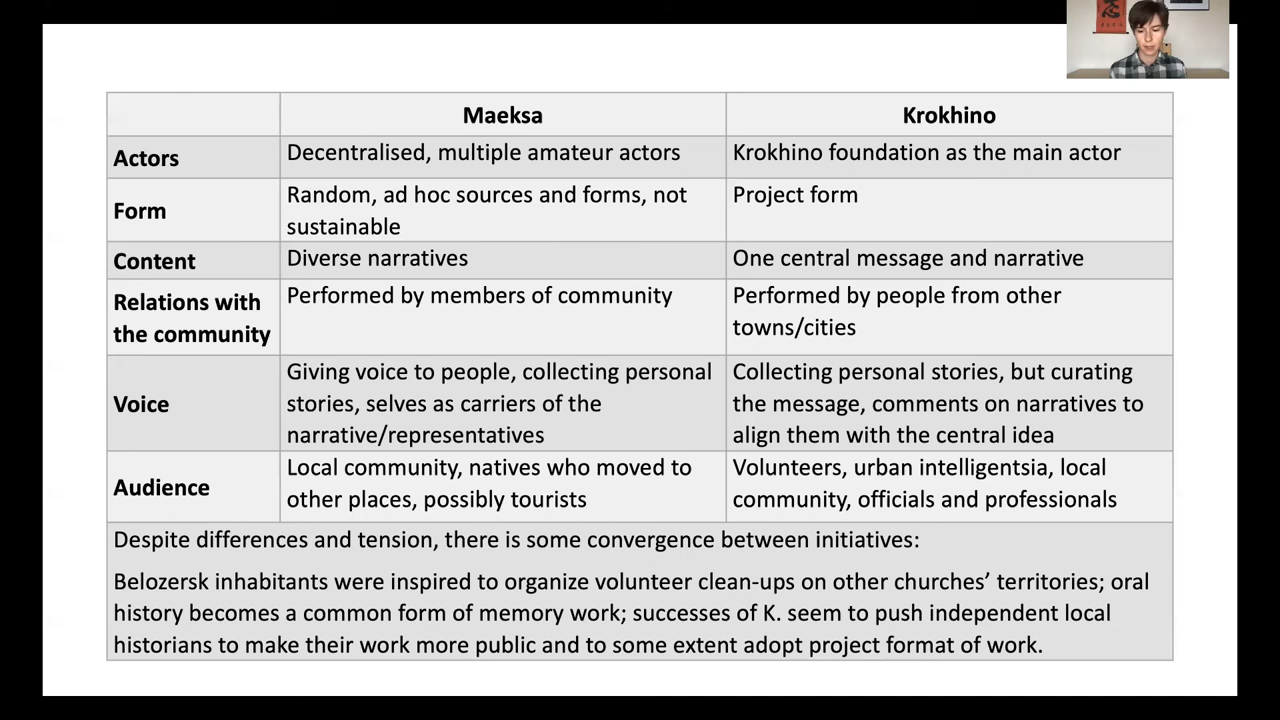 Maeksa
Krokhino
Actors
Decentralised, multiple amateur actors
Krokhino foundation as the main actor
Form
Random, ad hoc sources and forms, not
sustainable
Project form
Content
Diverse narratives
One central message and narrative
Relations with
the community
Performed by members of community
Performed by people from other
towns/cities
Voice
Giving voice to people, collecting personal
stories, selves as carriers of the
narrative/representatives
Collecting personal stories, but curating
the message, comments on narratives to
align them with the central idea
Audience
Local community, natives who moved to
other places, possibly tourists
Volunteers, urban intelligentsia, local
community, officials and professionals
Despite differences and tension, there is some convergence between initiatives:
Belozersk inhabitants were inspired to organize volunteer clean-ups on other churches’ territories; oral
history becomes a common form of memory work; successes of K. seem to push independent local
historians to make their work more public and to some extent adopt project format of work.